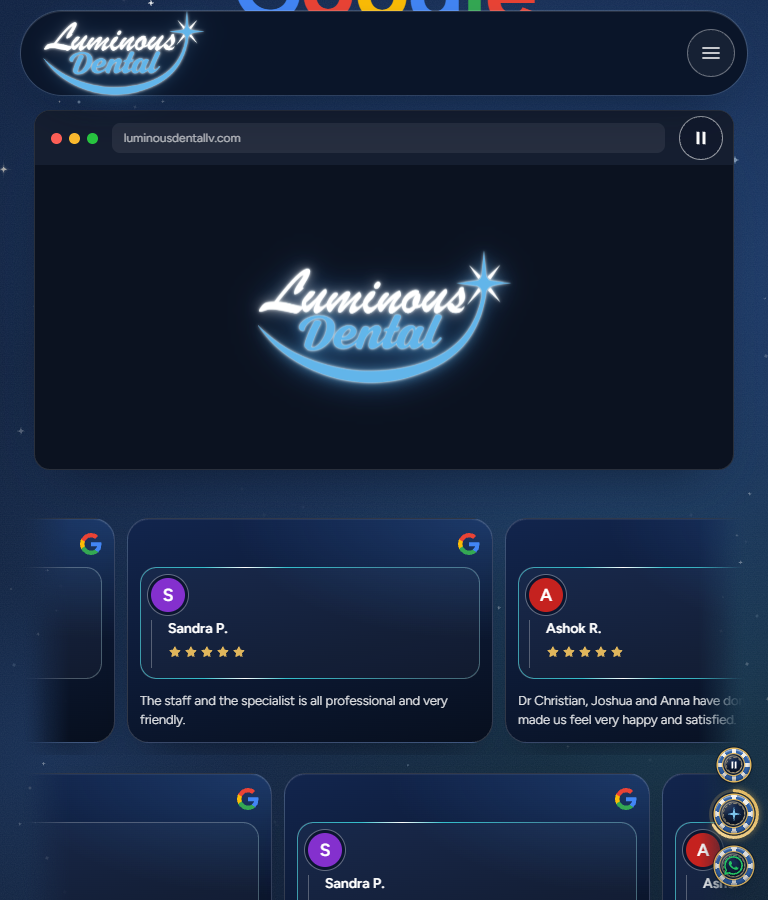 Google
Luminous
Dental
luminousdentallv.com
Luminous
Dental
S
Sandra P.
The staff and the specialist is all professional and very
friendly.
A
Ashok R.
Dr Christian, Joshua and Anna have
made us feel very happy and satisfied.
S
Sandra P.
A